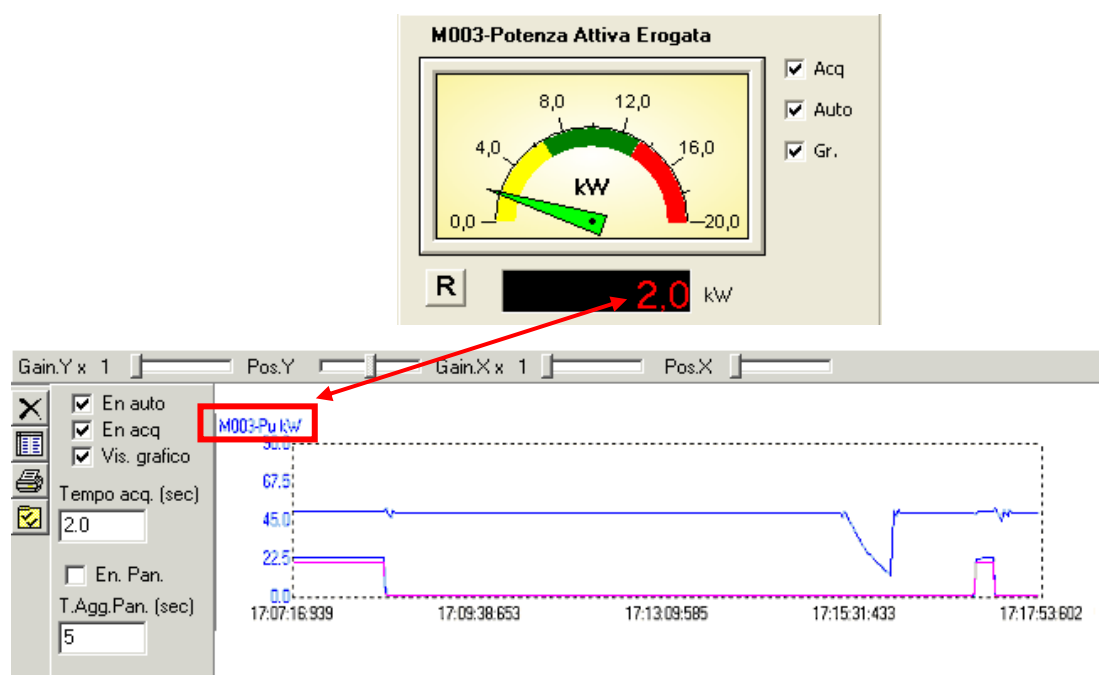 M003-Potenza Attiva Erogata
Acq
Auto
Gr.
8,0 12,0
4,0 16,0
kW
0,0 20,0
R 2,0 kW
Gain.Y x 1 Pos.Y Gain.X x 1 Pos.X
En auto
En acq
Vis. grafico
Tempo acq. (sec)
2.0
En. Pan.
T.Agg.Pan. (sec)
5
M003-Pu kW
90.0
67.5
45.0
22.5
0.0
17:07:16:939 17:09:38:653 17:13:09:585 17:15:31:433 17:17:53:602